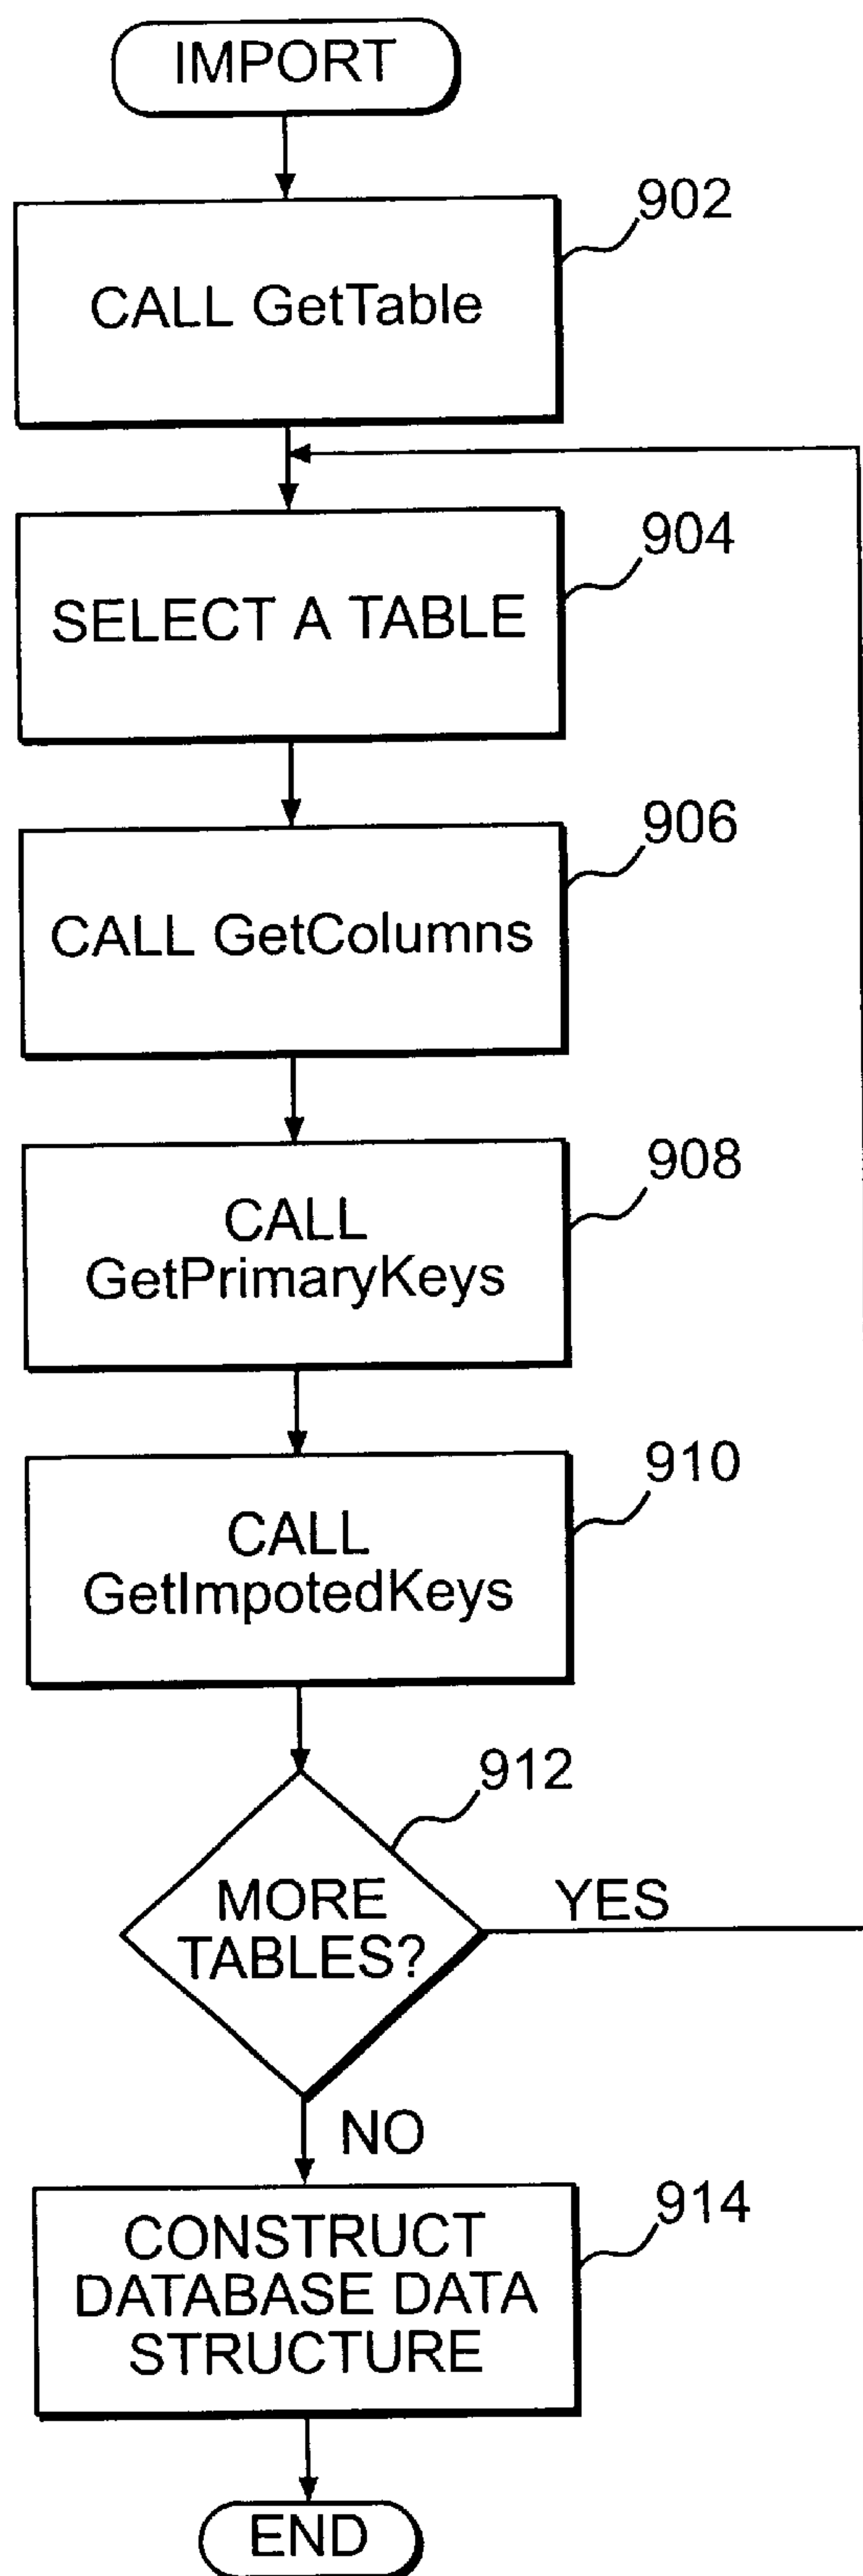 IMPORT
902
CALL GetTable
904
SELECT A TABLE
906
CALL GetColumns
908
CALL
GetPrimaryKeys
910
CALL
GetImpotedKeys
912
MORE
TABLES?
YES
NO
914
CONSTRUCT
DATABASE DATA
STRUCTURE
END